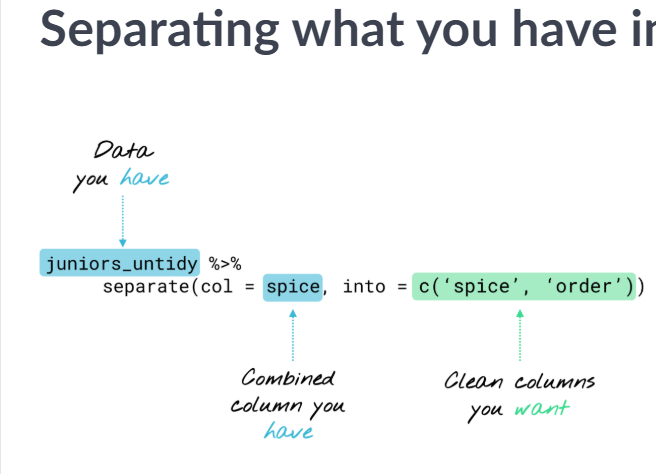 Separating what you have in
Data
you have
juniors_untidy %>%
separate(col = spice, into = c(‘spice’, ‘order’))
Combined
column you
have
Clean columns
you want